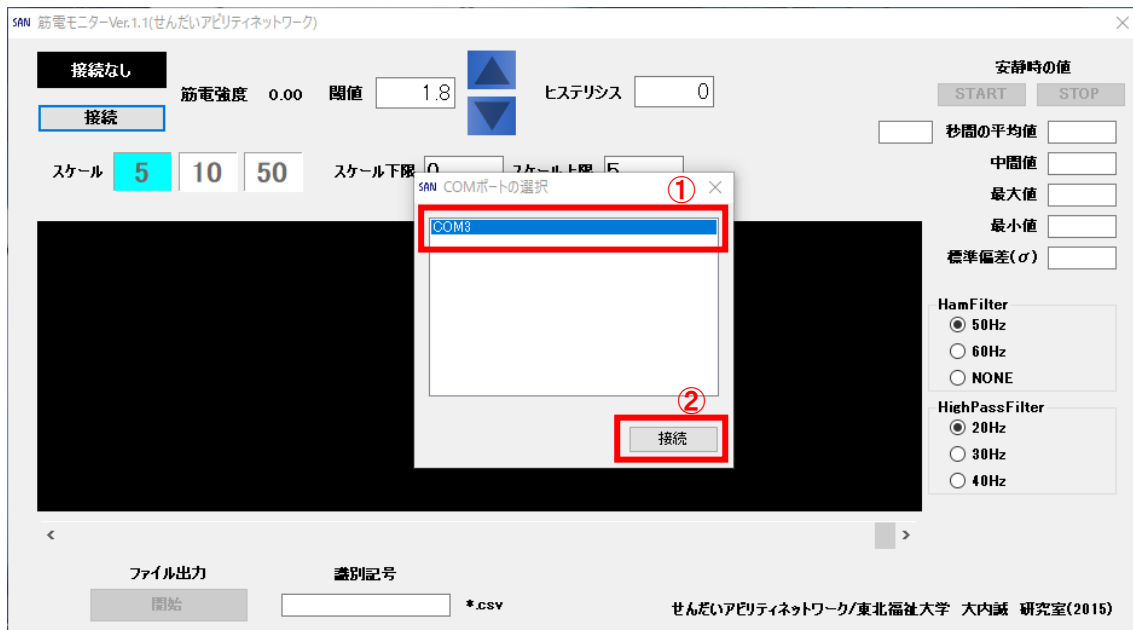 SAN 筋電モニターVer.1.1(せんだいアビリティネットワーク)
接続なし
接続
筋電強度 0.00
閾値 1.8
ヒステリシス 0
スケール 5 10 50
スケール下限 0 スケール上限 5
安静時の値
START STOP
秒間の平均値
中間値
最大値
最小値
標準偏差(σ)
SAN COMポートの選択
①
COM3
②
接続
HamFilter
50Hz
60Hz
NONE
HighPassFilter
20Hz
30Hz
40Hz
ファイル出力
開始
識別記号
*.csv
せんだいアビリティネットワーク/東北福祉大学 大内誠 研究室(2015)